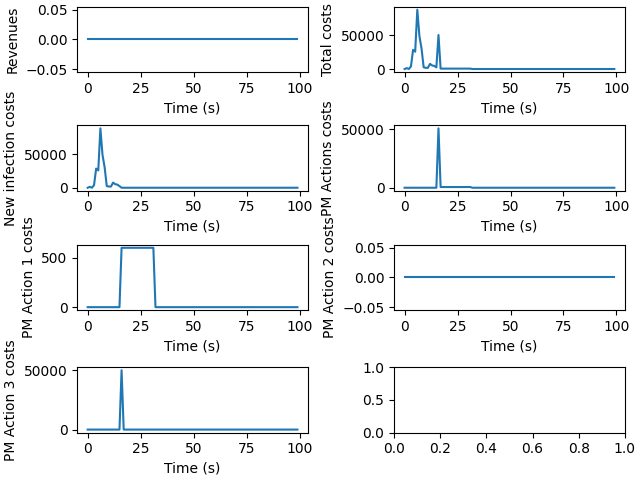 Revenues
0.05
0.00
−0.05
0 25 50 75 100
Time (s)
Total costs
50000
0
0 25 50 75 100
Time (s)
New infection costs
50000
0
0 25 50 75 100
Time (s)
PM Actions costs
50000
0
0 25 50 75 100
Time (s)
PM Action 1 costs
500
0
0 25 50 75 100
Time (s)
PM Action 2 costs
0.05
0.00
−0.05
0 25 50 75 100
Time (s)
PM Action 3 costs
50000
0
0 25 50 75 100
Time (s)
1.0
0.5
0.0
0.0 0.2 0.4 0.6 0.8 1.0